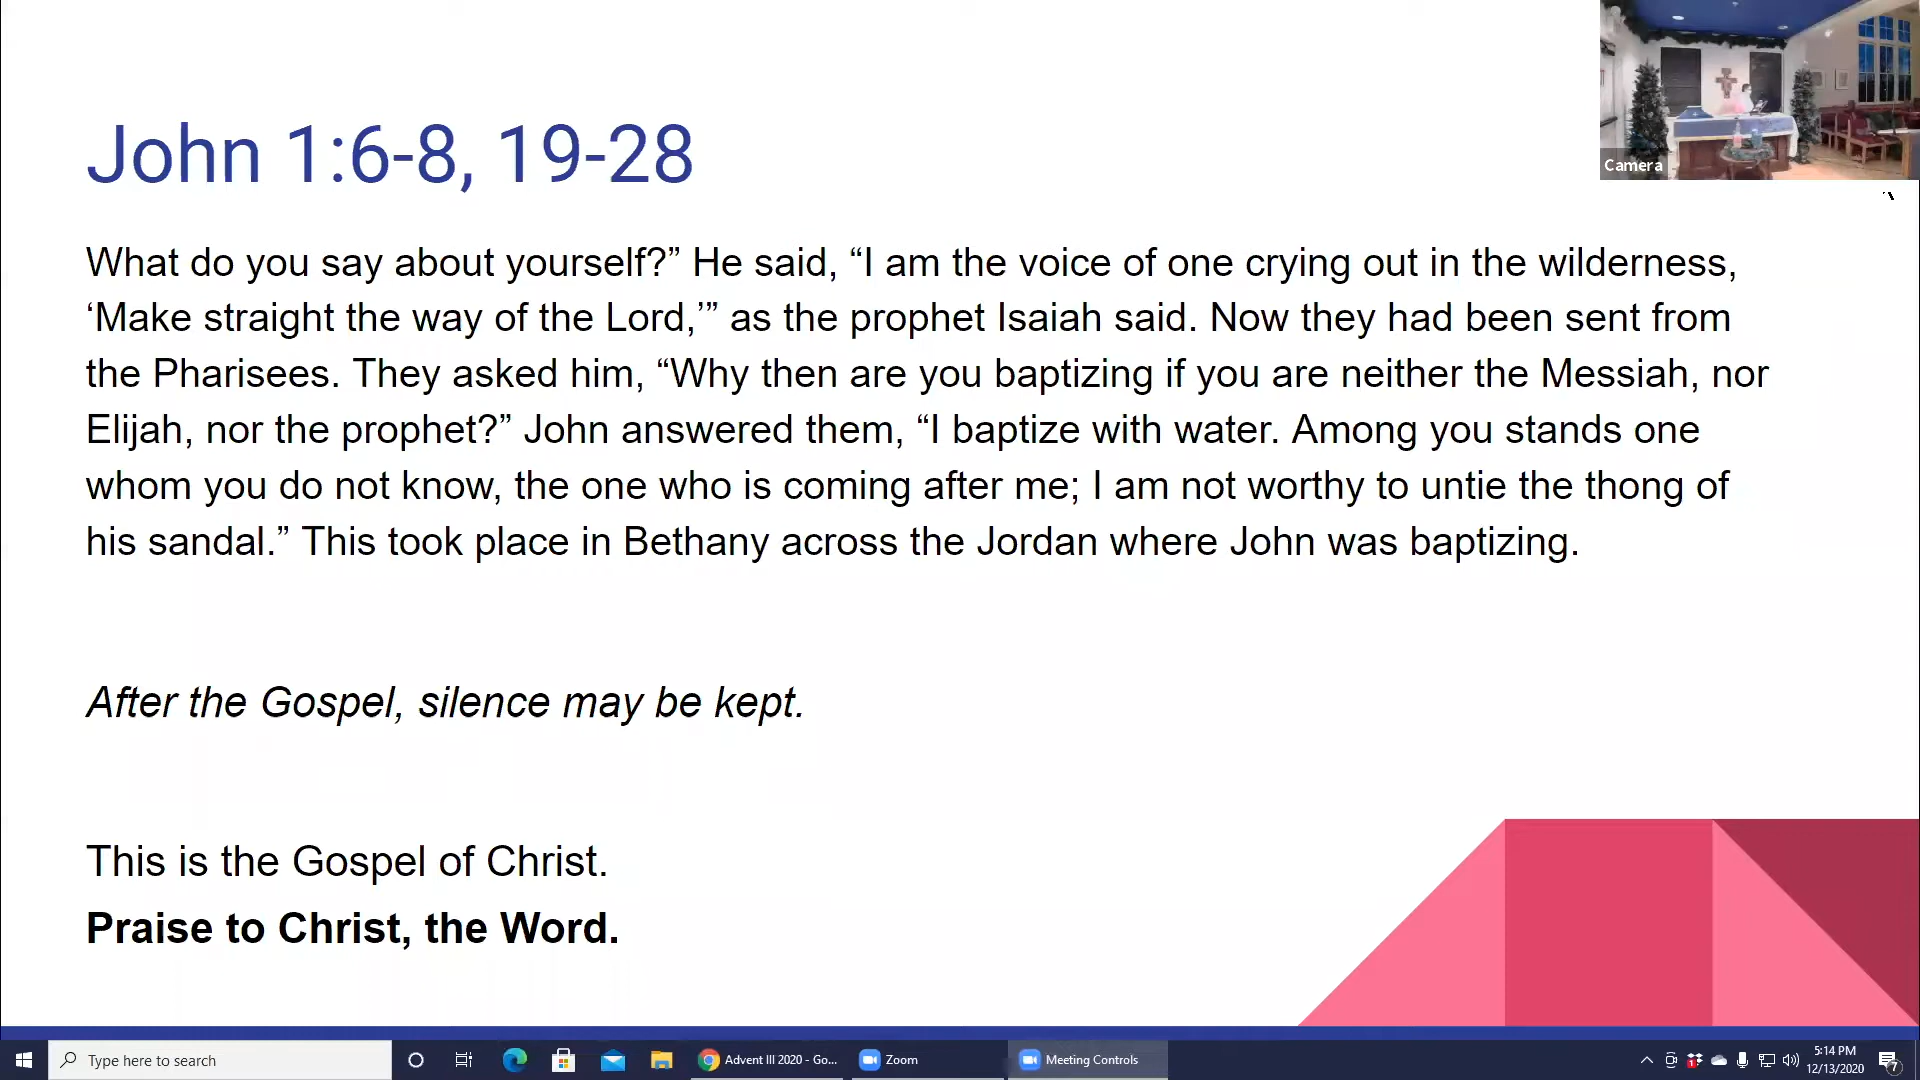 Camera
John 1:6-8, 19-28
What do you say about yourself?” He said, “I am the voice of one crying out in the wilderness,
‘Make straight the way of the Lord,’” as the prophet Isaiah said. Now they had been sent from
the Pharisees. They asked him, “Why then are you baptizing if you are neither the Messiah, nor
Elijah, nor the prophet?” John answered them, “I baptize with water. Among you stands one
whom you do not know, the one who is coming after me; I am not worthy to untie the thong of
his sandal.” This took place in Bethany across the Jordan where John was baptizing.
After the Gospel, silence may be kept.
This is the Gospel of Christ.
Praise to Christ, the Word.
Type here to search
Advent III 2020 - Go...
Zoom
Meeting Controls
1
5:14 PM
12/13/2020
7